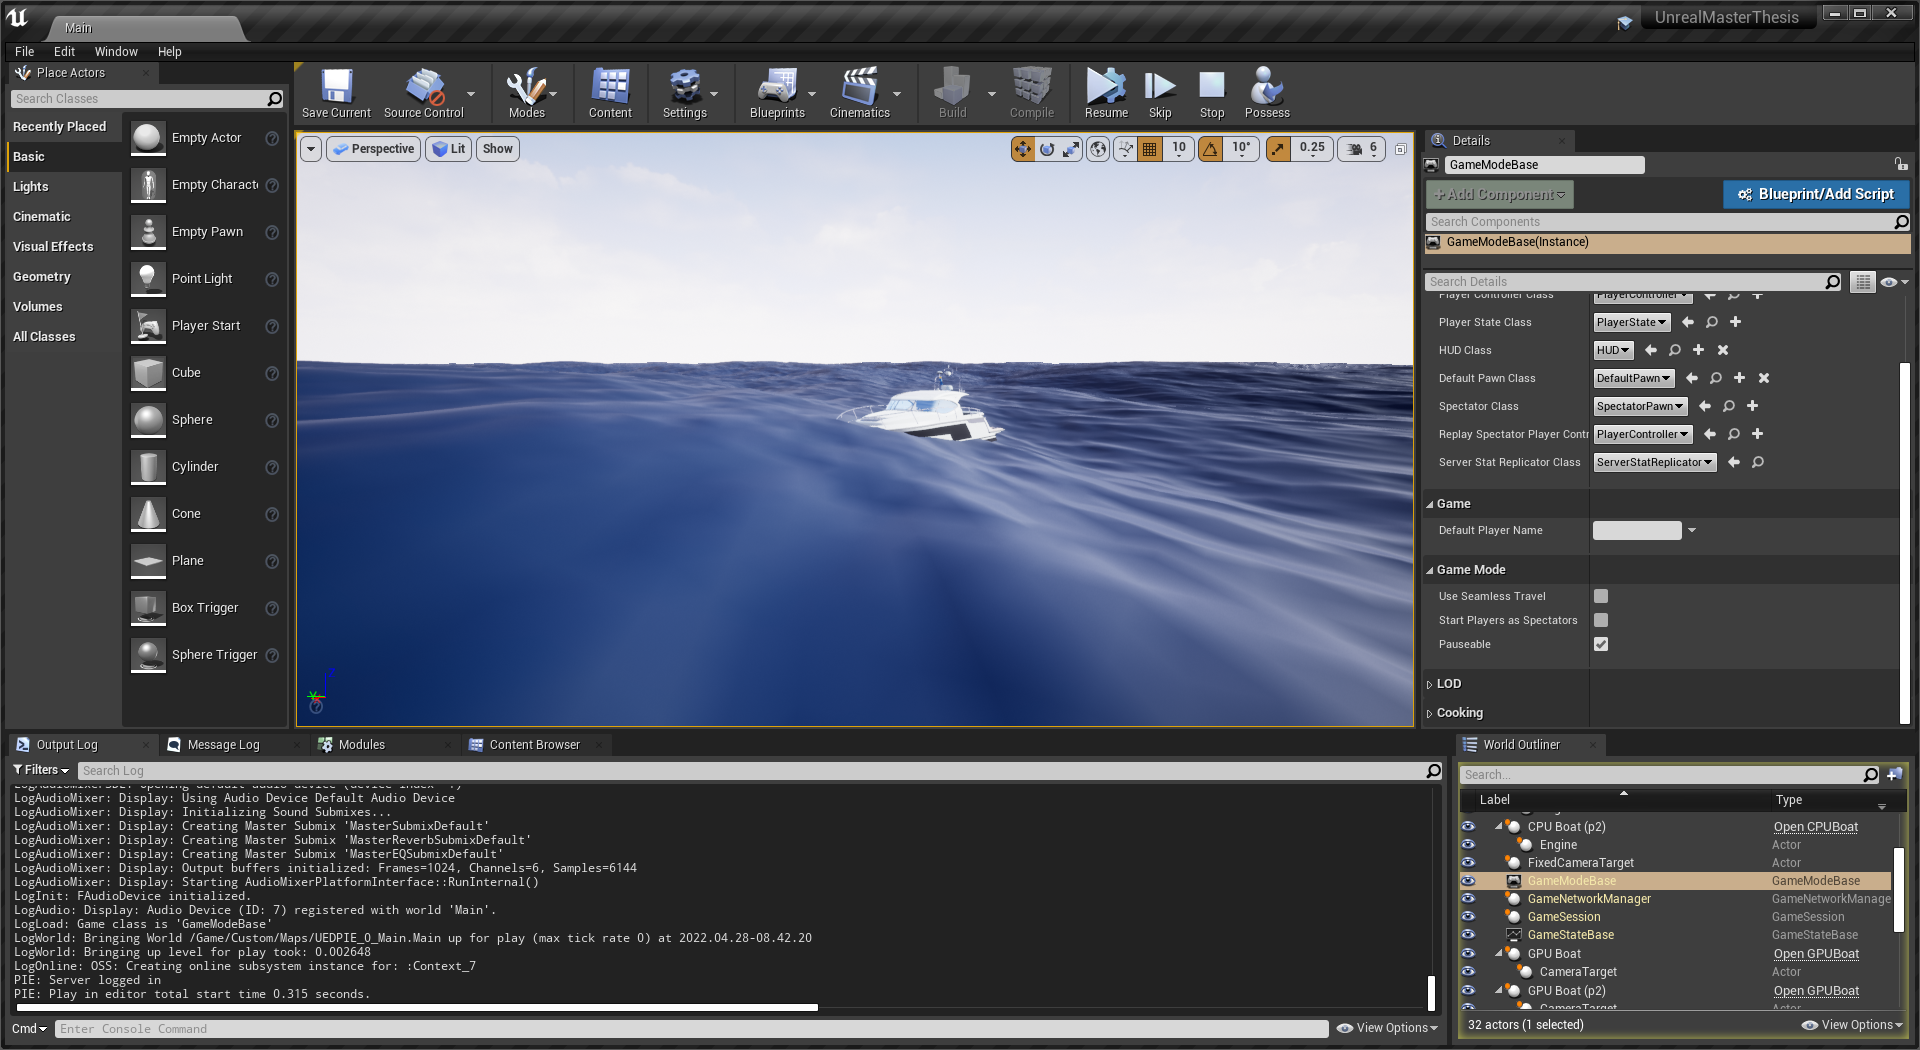 Main
UnrealMasterThesis
File Edit Window Help
Place Actors
Search Classes
Recently Placed
Basic
Lights
Cinematic
Visual Effects
Geometry
Volumes
All Classes
Empty Actor
Empty Charact
Empty Pawn
Point Light
Player Start
Cube
Sphere
Cylinder
Cone
Plane
Box Trigger
Sphere Trigger
Save Current Source Control Modes Content Settings Blueprints Cinematics Build Compile Resume Skip Stop Possess
Perspective Lit Show
10 10° 0.25 6
Details
GameModeBase
+Add Component Blueprint/Add Script
Search Components
GameModeBase(Instance)
Search Details
Player Controller Class PlayerController
Player State Class PlayerState
HUD Class HUD
Default Pawn Class DefaultPawn
Spectator Class SpectatorPawn
Replay Spectator Player Contr PlayerController
Server Stat Replicator Class ServerStatReplicator
Game
Default Player Name
Game Mode
Use Seamless Travel
Start Players as Spectators
Pauseable
LOD
Cooking
Output Log Message Log Modules Content Browser
Filters Search Log
LogAudioMixer: Display: Using Audio Device Default Audio Device
LogAudioMixer: Display: Initializing Sound Submixes...
LogAudioMixer: Display: Creating Master Submix 'MasterSubmixDefault'
LogAudioMixer: Display: Creating Master Submix 'MasterReverbSubmixDefault'
LogAudioMixer: Display: Creating Master Submix 'MasterEQSubmixDefault'
LogAudioMixer: Display: Output buffers initialized: Frames=1024, Channels=6, Samples=6144
LogAudioMixer: Display: Starting AudioMixerPlatformInterface::RunInternal()
LogInit: FAudioDevice initialized.
LogAudio: Display: Audio Device (ID: 7) registered with world 'Main'.
LogLoad: Game class is 'GameModeBase'
LogWorld: Bringing World /Game/Custom/Maps/UEDPIE_0_Main.Main up for play (max tick rate 0) at 2022.04.28-08.42.20
LogWorld: Bringing up level for play took: 0.002648
LogOnline: OSS: Creating online subsystem instance for: :Context_7
PIE: Server logged in
PIE: Play in editor total start time 0.315 seconds.
Cmd Enter Console Command View Options
World Outliner
Search...
Label Type
CPU Boat (p2) Open CPUBoat
Engine Actor
FixedCameraTarget Actor
GameModeBase GameModeBase
GameNetworkManager GameNetworkManage
GameSession GameSession
GameStateBase GameStateBase
GPU Boat Open GPUBoat
CameraTarget Actor
GPU Boat (p2) Open GPUBoat
CameraTarget Actor
32 actors (1 selected) View Options